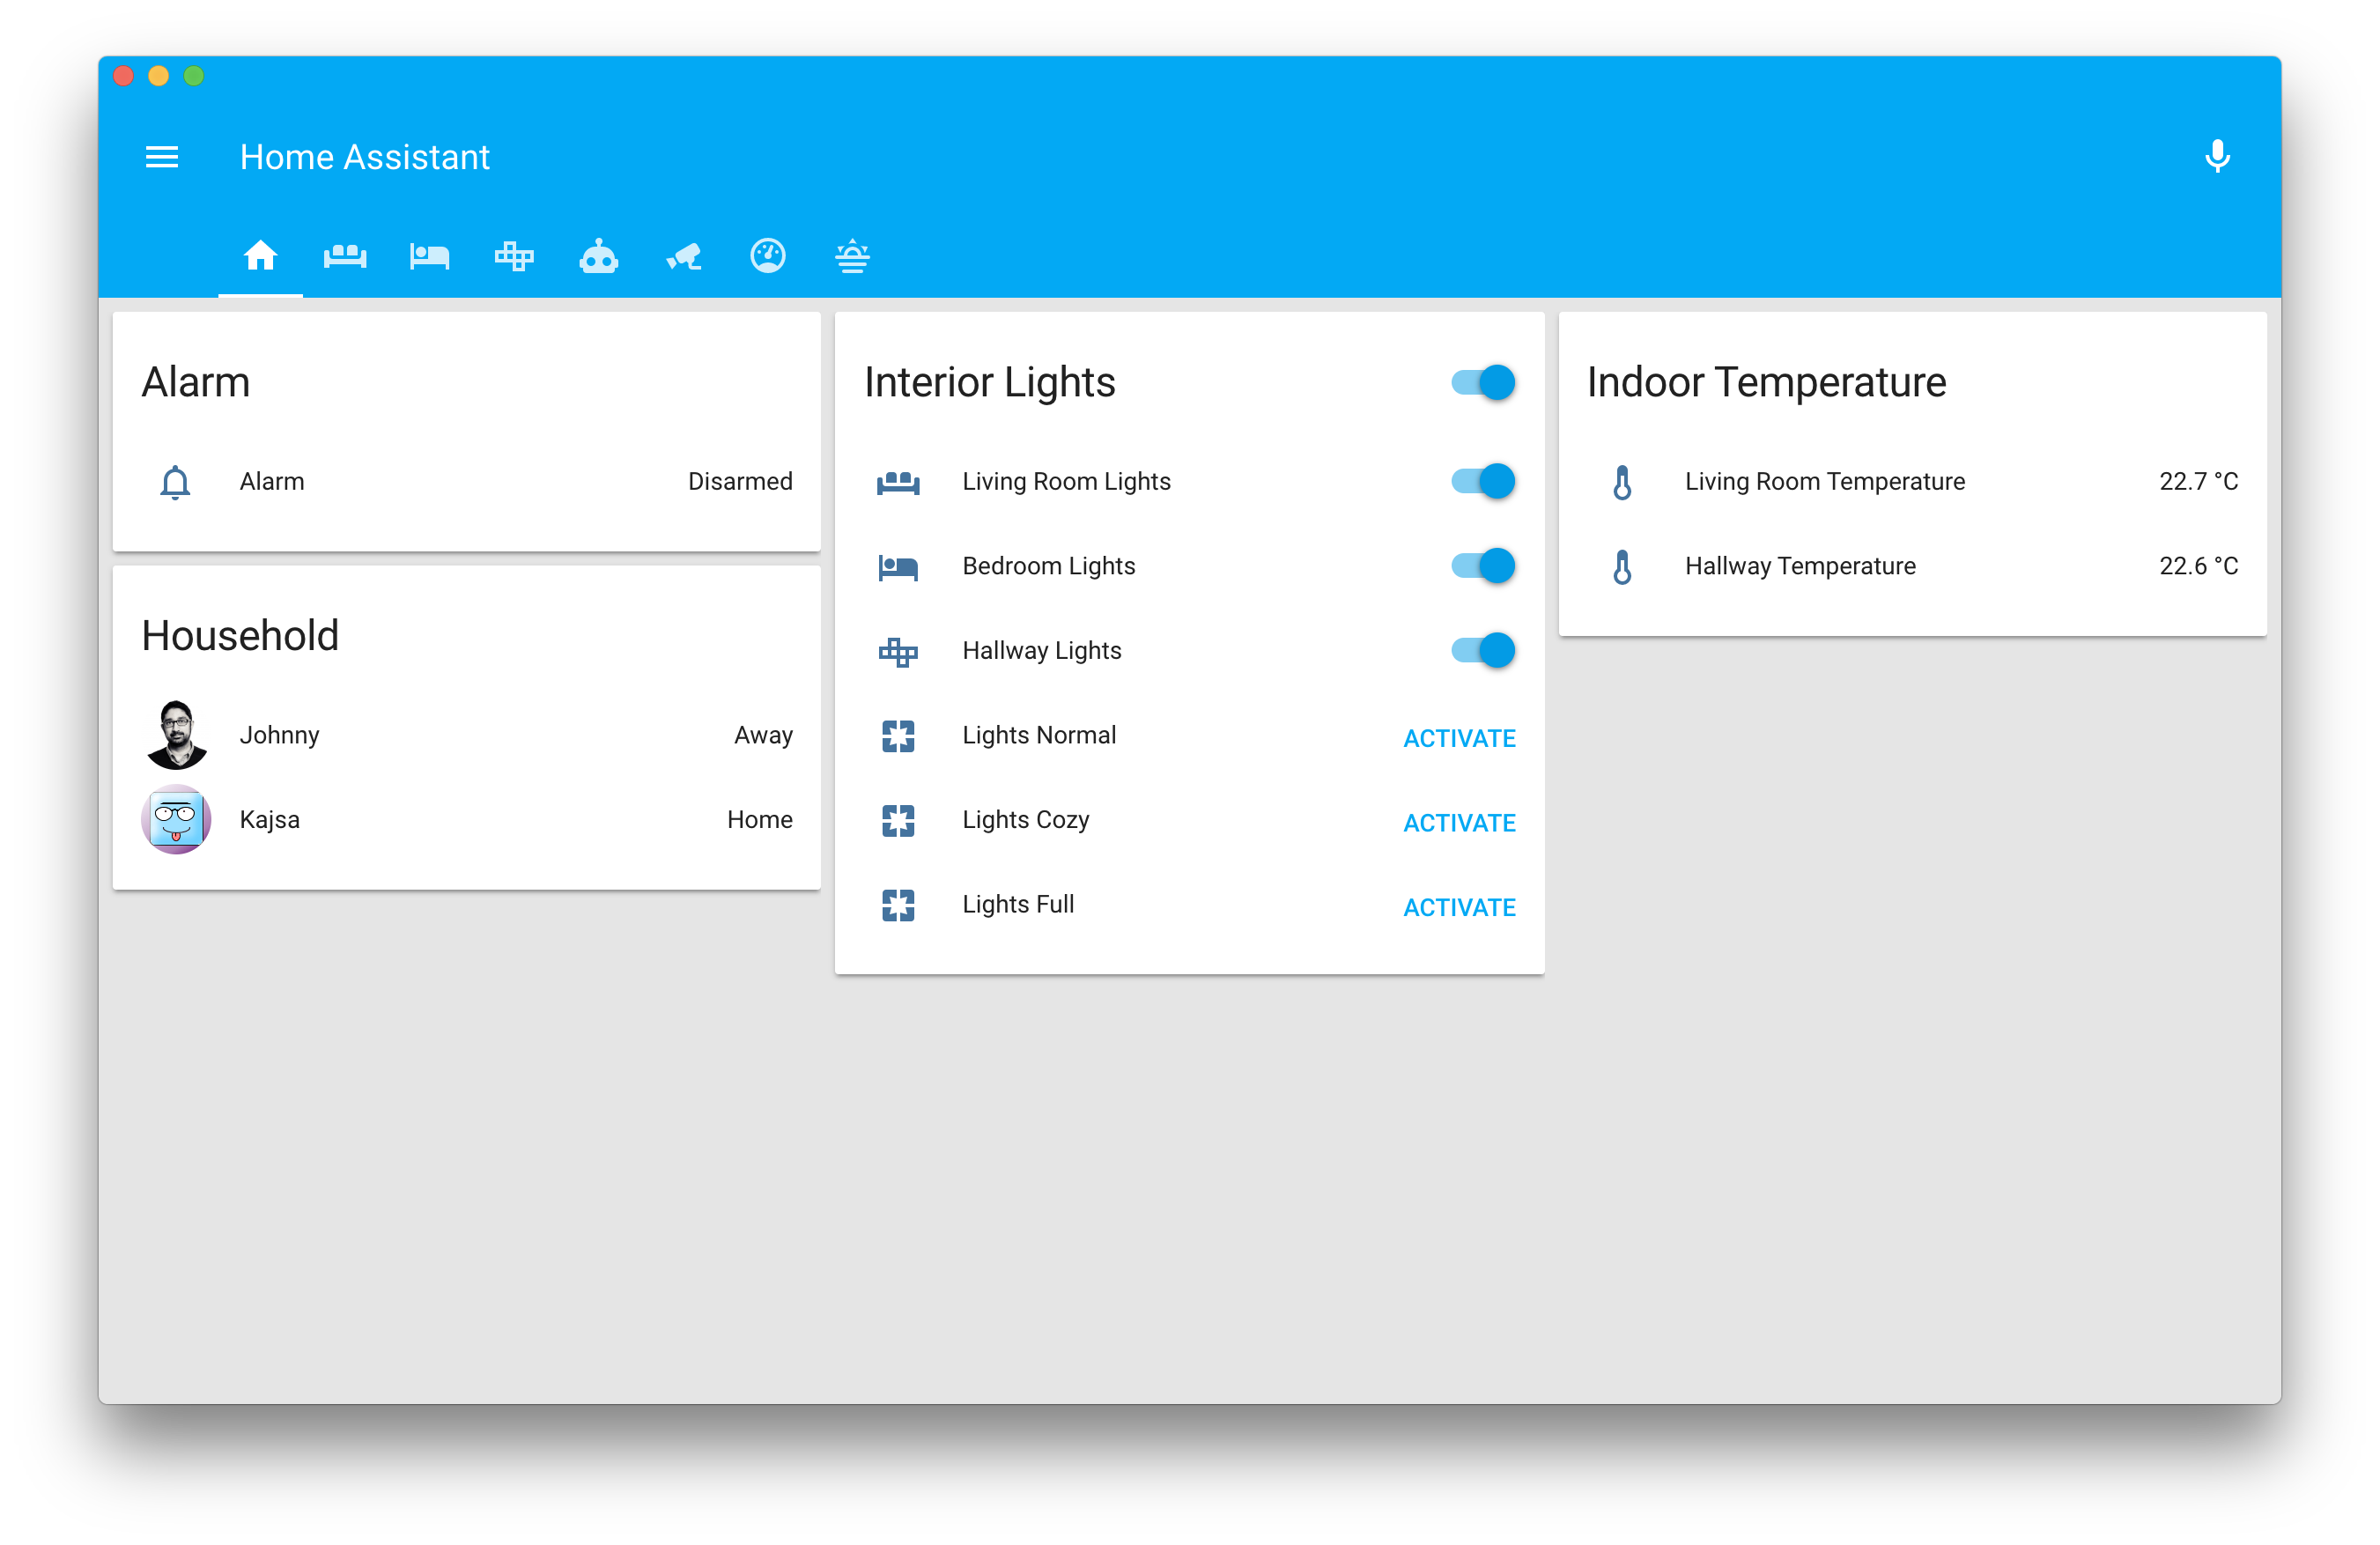 Home Assistant
Alarm
Alarm Disarmed
Household
Johnny Away
Kajsa Home
Interior Lights
Living Room Lights
Bedroom Lights
Hallway Lights
Lights Normal ACTIVATE
Lights Cozy ACTIVATE
Lights Full ACTIVATE
Indoor Temperature
Living Room Temperature 22.7 °C
Hallway Temperature 22.6 °C